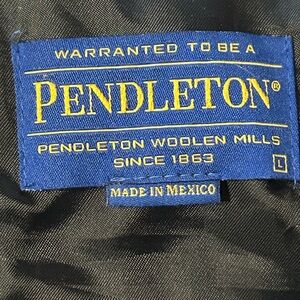 WARRANTED TO BE A
PENDLETON®
PENDLETON WOOLEN MILLS
SINCE 1863
L
MADE IN MEXICO